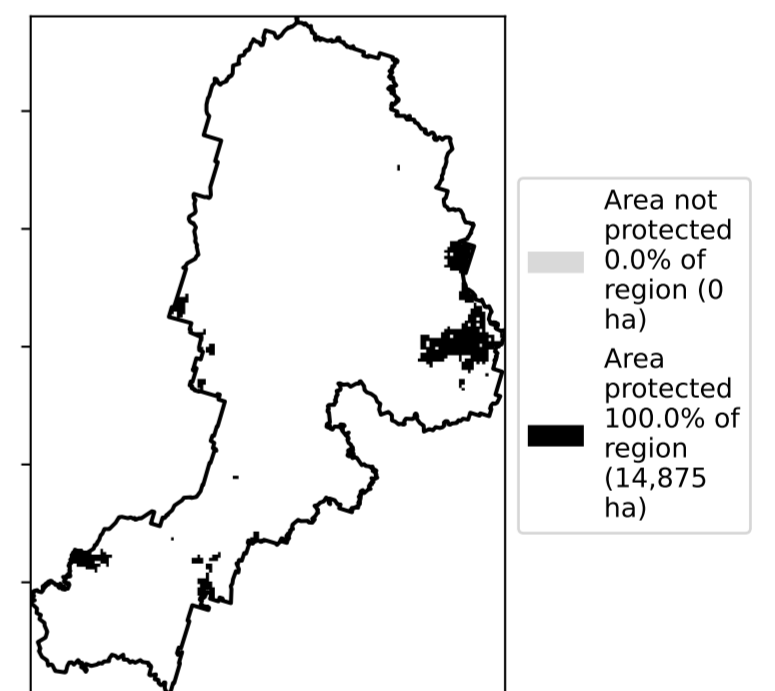 Area not
protected
0.0% of
region (0
ha)
Area
protected
100.0% of
region
(14,875
ha)